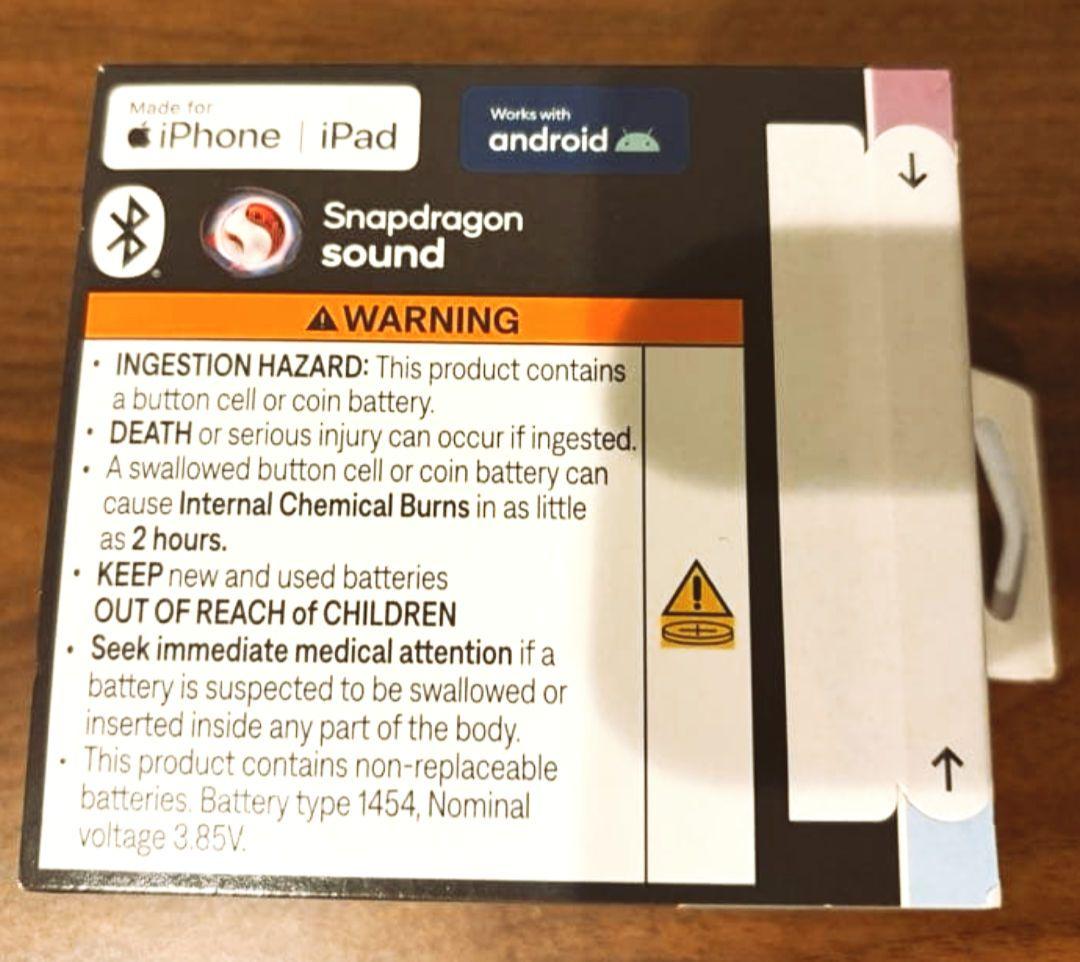 Made for
iPhone | iPad
Works with
android
Snapdragon
sound
WARNING
• INGESTION HAZARD: This product contains
a button cell or coin battery.
• DEATH or serious injury can occur if ingested.
• A swallowed button cell or coin battery can
cause Internal Chemical Burns in as little
as 2 hours.
• KEEP new and used batteries
OUT OF REACH of CHILDREN
• Seek immediate medical attention if a
battery is suspected to be swallowed or
inserted inside any part of the body.
• This product contains non-replaceable
batteries. Battery type 1454, Nominal
voltage 3.85V.